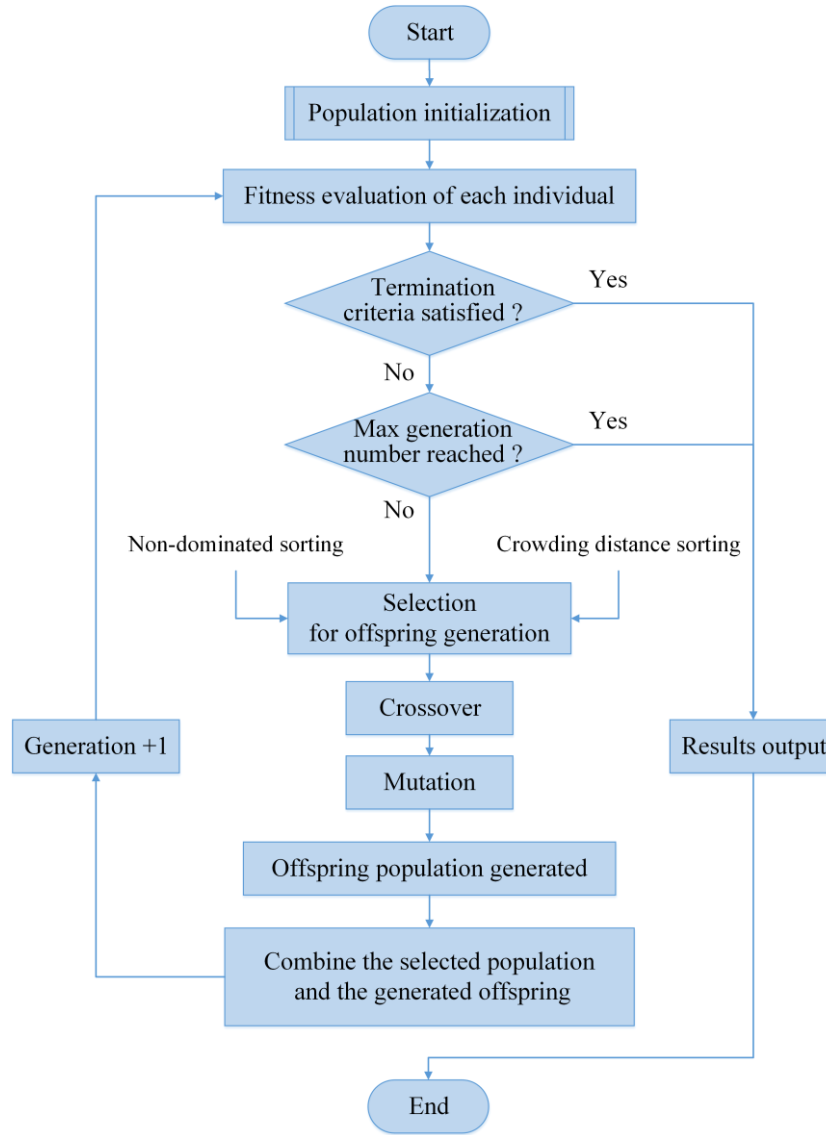 Start
Population initialization
Fitness evaluation of each individual
Termination
criteria satisfied ?
Yes
No
Max generation
number reached ?
Yes
No
Non-dominated sorting
Crowding distance sorting
Selection
for offspring generation
Crossover
Generation +1
Results output
Mutation
Offspring population generated
Combine the selected population
and the generated offspring
End